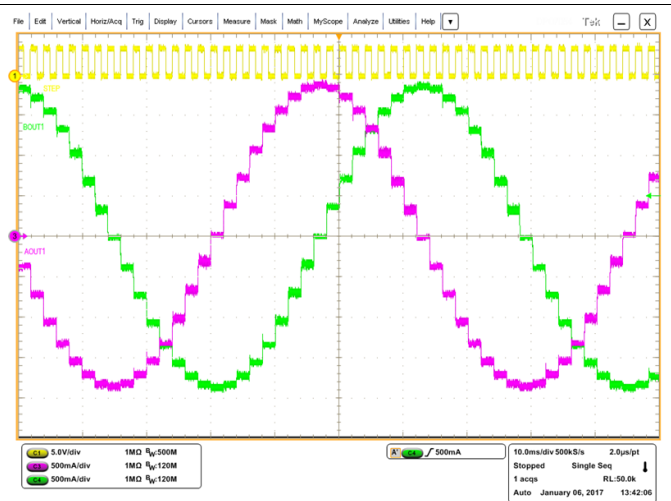 File Edit Vertical Horiz/Acq Trig Display Cursors Measure Mask Math MyScope Analyze Utilities Help Tek
1
STEP
BOUT1
AOUT1
C1 5.0V/div 1MΩ BW:500M
C3 500mA/div 1MΩ BW:120M
C4 500mA/div 1MΩ BW:120M
A' C4 500mA
10.0ms/div 500kS/s 2.0µs/pt
Stopped Single Seq
1 acqs RL:50.0k
Auto January 06, 2017 13:42:06